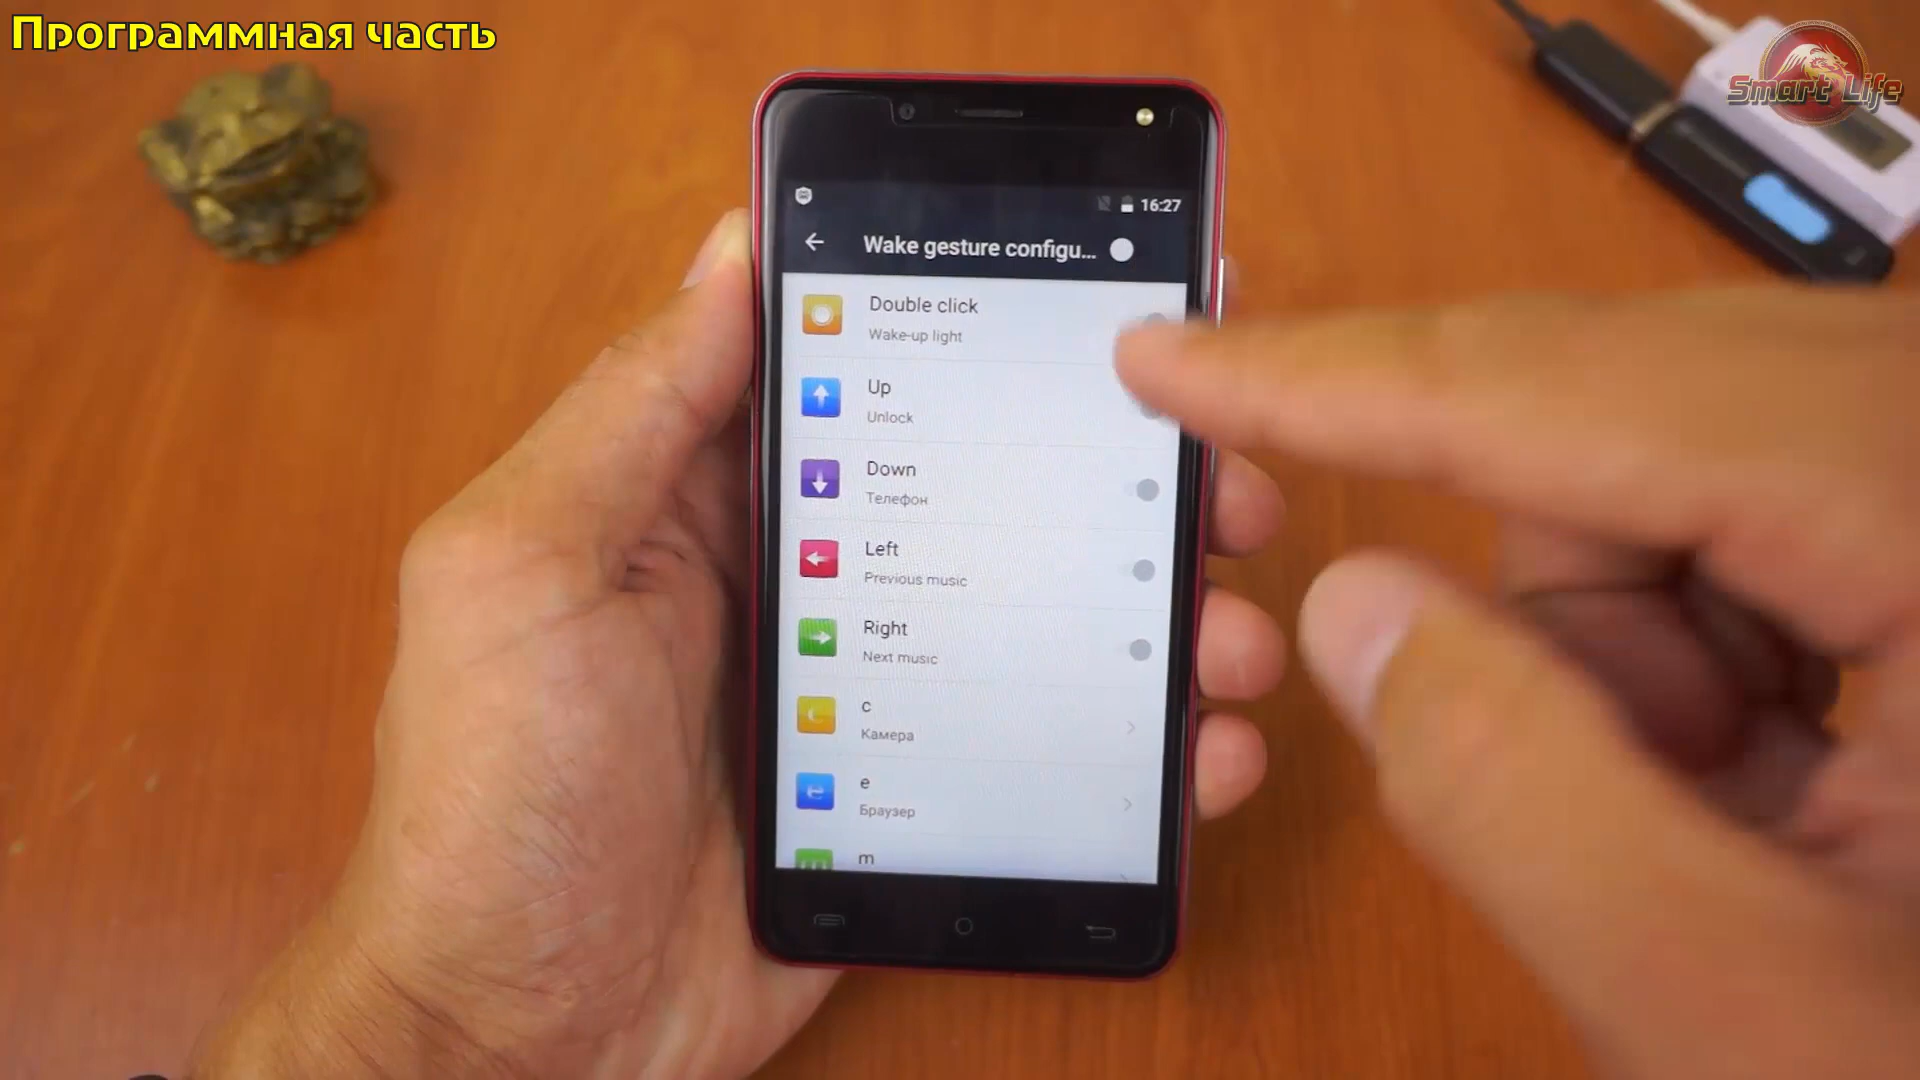 Программная часть
Smart Life
16:27
Wake gesture configu...
Double click
Wake-up light
Up
Unlock
Down
Телефон
Left
Previous music
Right
Next music
c
Камера
e
Браузер
m